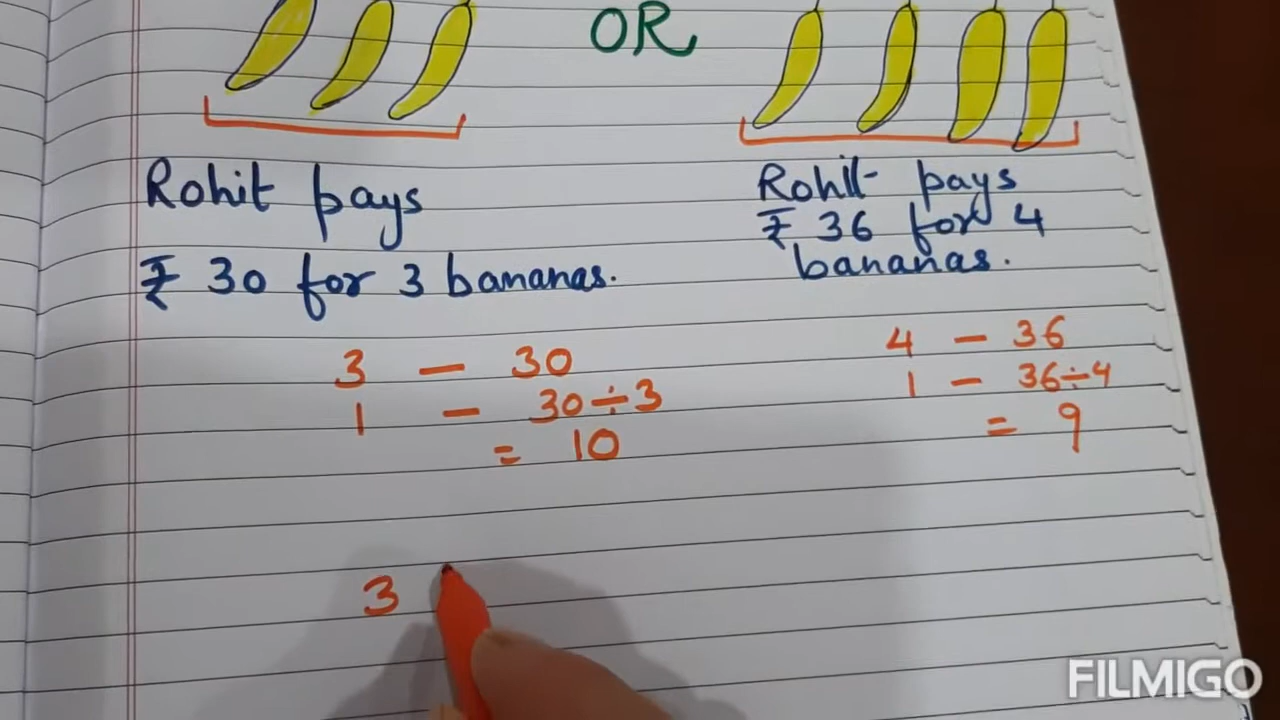 OR
Rohit pays
₹ 30 for 3 bananas.
Rohit pays
₹ 36 for 4
bananas.
3 — 30
1 — 30÷3
= 10
4 — 36
1 — 36÷4
= 9
3
FILMIGO